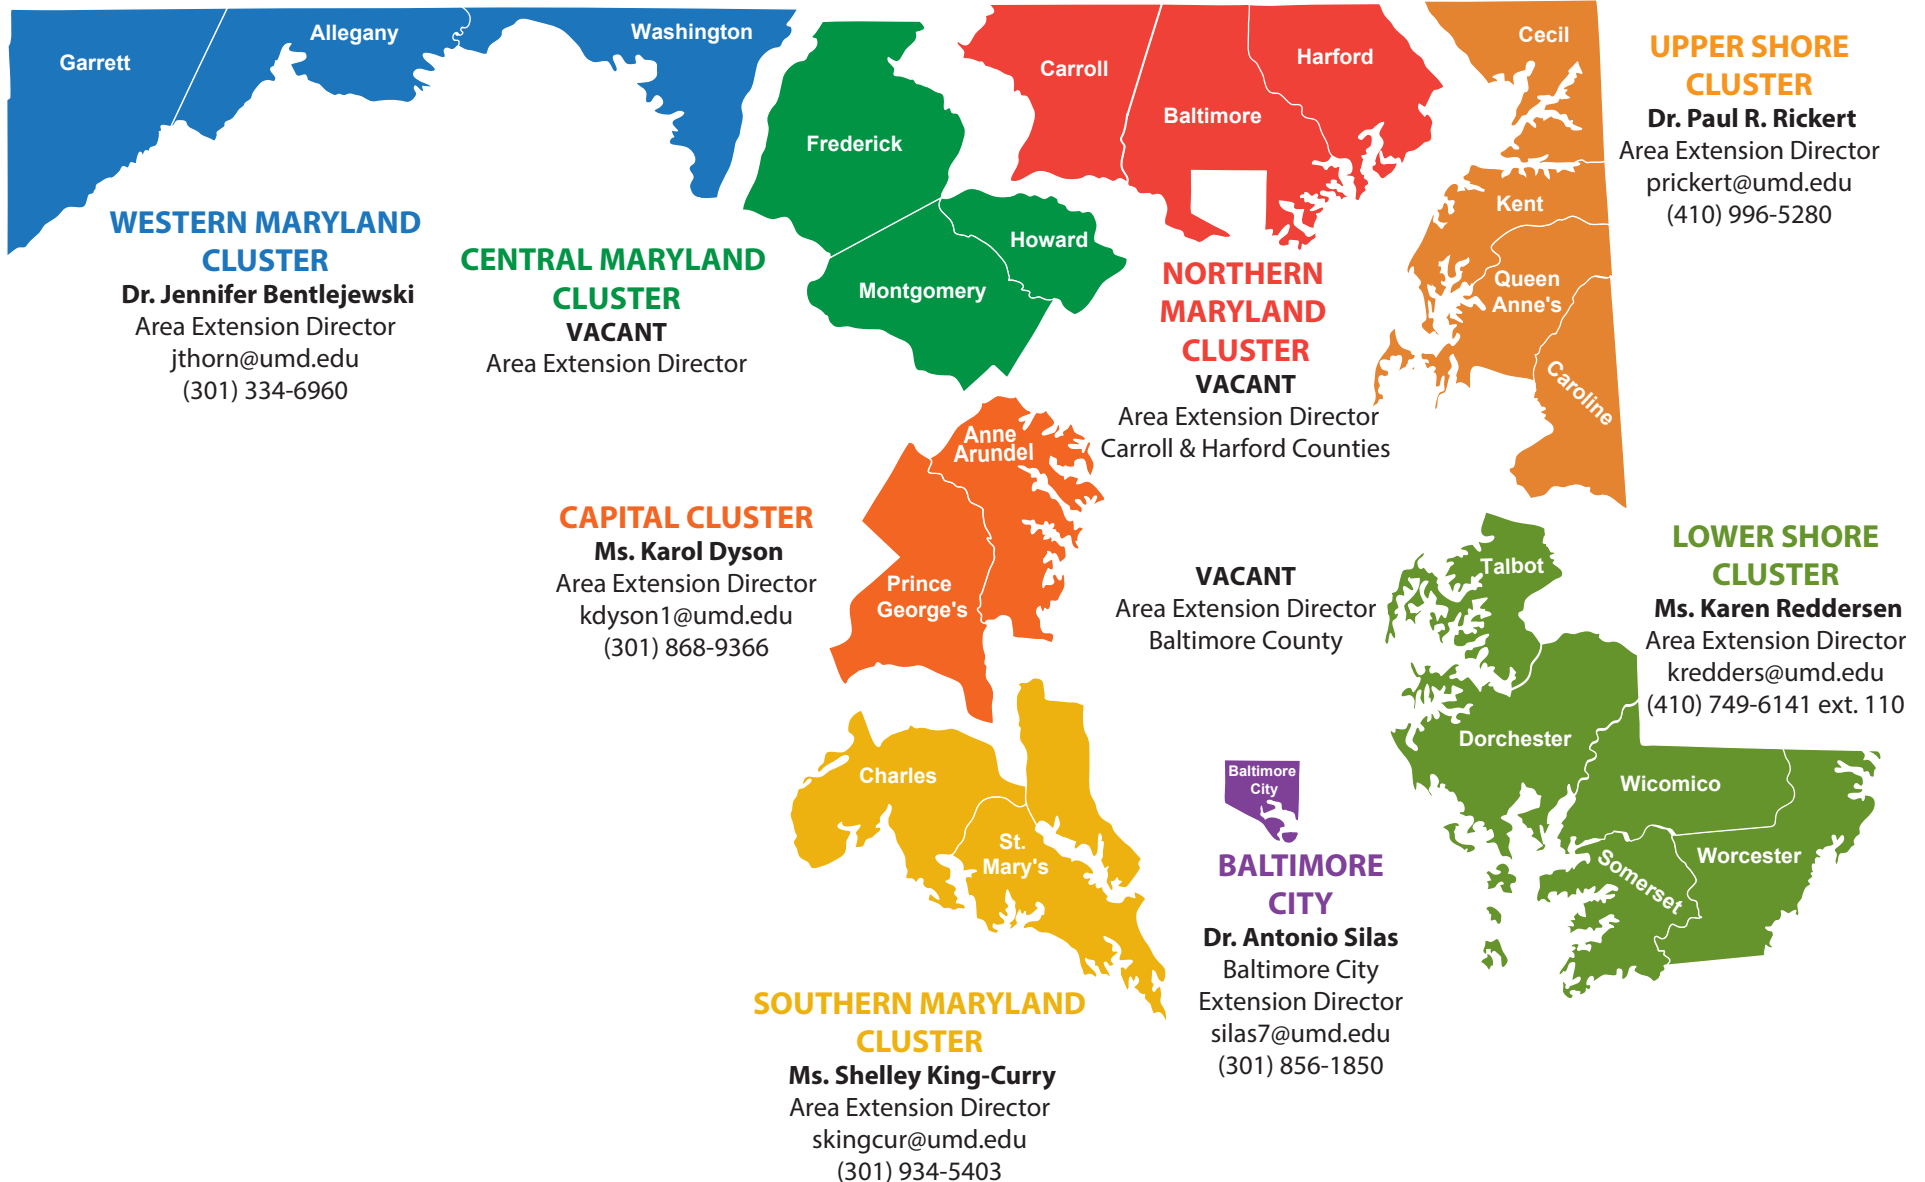 Garrett
Allegany
Washington
WESTERN MARYLAND
CLUSTER
Dr. Jennifer Bentlejewski
Area Extension Director
jthorn@umd.edu
(301) 334-6960
Frederick
Howard
Montgomery
CENTRAL MARYLAND
CLUSTER
VACANT
Area Extension Director
Carroll
Baltimore
Harford
NORTHERN
MARYLAND
CLUSTER
VACANT
Area Extension Director
Carroll & Harford Counties
VACANT
Area Extension Director
Baltimore County
Cecil
Kent
Queen
Anne's
Caroline
UPPER SHORE
CLUSTER
Dr. Paul R. Rickert
Area Extension Director
prickert@umd.edu
(410) 996-5280
Anne
Arundel
Prince
George's
CAPITAL CLUSTER
Ms. Karol Dyson
Area Extension Director
kdyson1@umd.edu
(301) 868-9366
Talbot
Dorchester
Wicomico
Somerset
Worcester
LOWER SHORE
CLUSTER
Ms. Karen Reddersen
Area Extension Director
kredders@umd.edu
(410) 749-6141 ext. 110
Charles
St.
Mary's
SOUTHERN MARYLAND
CLUSTER
Ms. Shelley King-Curry
Area Extension Director
skingcur@umd.edu
(301) 934-5403
Baltimore
City
BALTIMORE
CITY
Dr. Antonio Silas
Baltimore City
Extension Director
silas7@umd.edu
(301) 856-1850